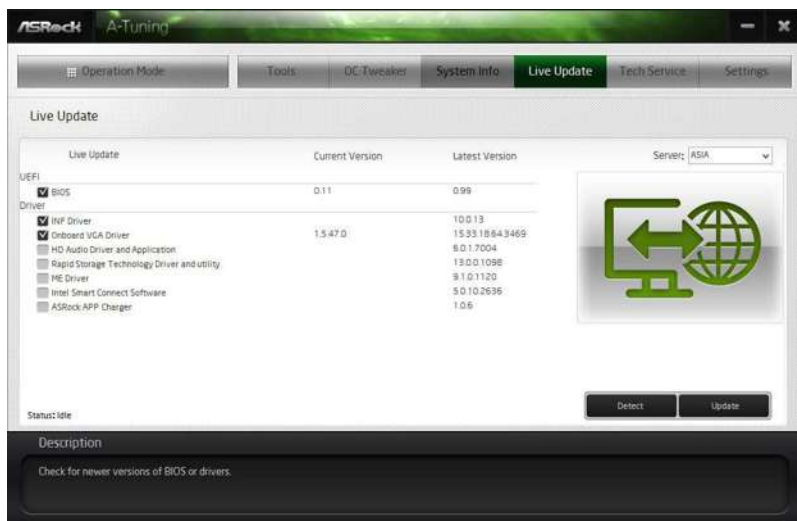 ASRock A-Tuning
Operation Mode Tools OC Tweaker System Info Live Update Tech Service Settings
Live Update
Live Update Current Version Latest Version Server: ASIA
UEFI
BIOS 0.11 0.99
Driver
INF Driver 10.0.13
Onboard VGA Driver 1.5.47.0 15.33.18.64.3469
HD Audio Driver and Application 6.0.1.7004
Rapid Storage Technology Driver and utility 13.0.0.1098
ME Driver 9.1.0.1120
Intel Smart Connect Software 5.0.10.2636
ASRock APP Charger 1.0.6
Status: Idle
Detect Update
Description
Check for newer versions of BIOS or drivers.